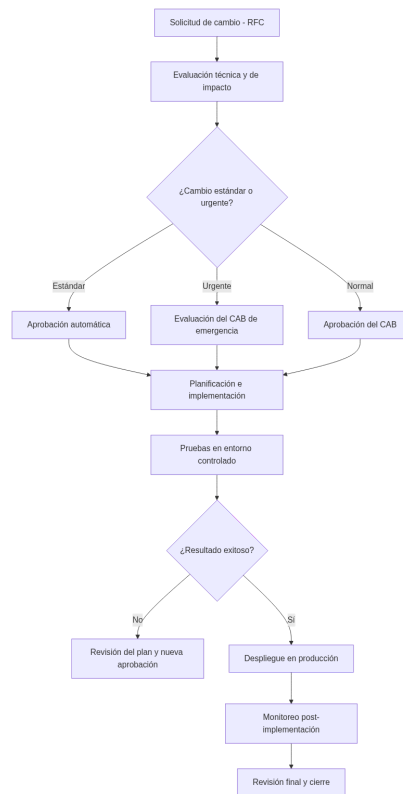 Solicitud de cambio - RFC
Evaluación técnica y de
impacto
¿Cambio estándar o
urgente?
Estándar
Urgente
Normal
Aprobación automática
Evaluación del CAB de
emergencia
Aprobación del CAB
Planificación e
implementación
Pruebas en entorno
controlado
¿Resultado exitoso?
No
Sí
Revisión del plan y nueva
aprobación
Despliegue en producción
Monitoreo post-
implementación
Revisión final y cierre